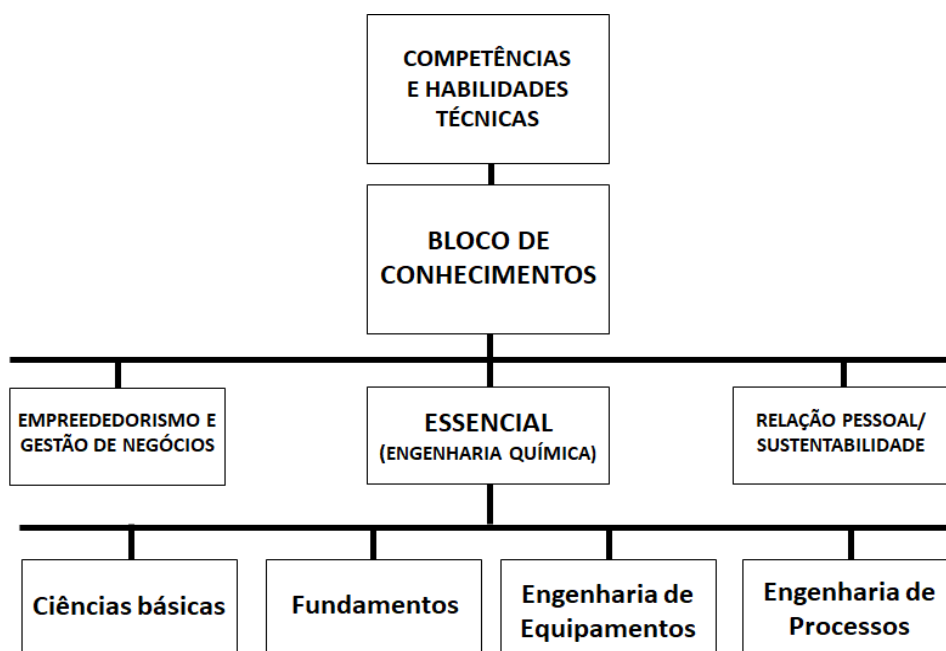 COMPETÊNCIAS
E HABILIDADES
TÉCNICAS
BLOCO DE
CONHECIMENTOS
EMPREEDEDORISMO E
GESTÃO DE NEGÓCIOS
ESSENCIAL
(ENGENHARIA QUÍMICA)
RELAÇÃO PESSOAL/
SUSTENTABILIDADE
Ciências básicas
Fundamentos
Engenharia de
Equipamentos
Engenharia de
Processos